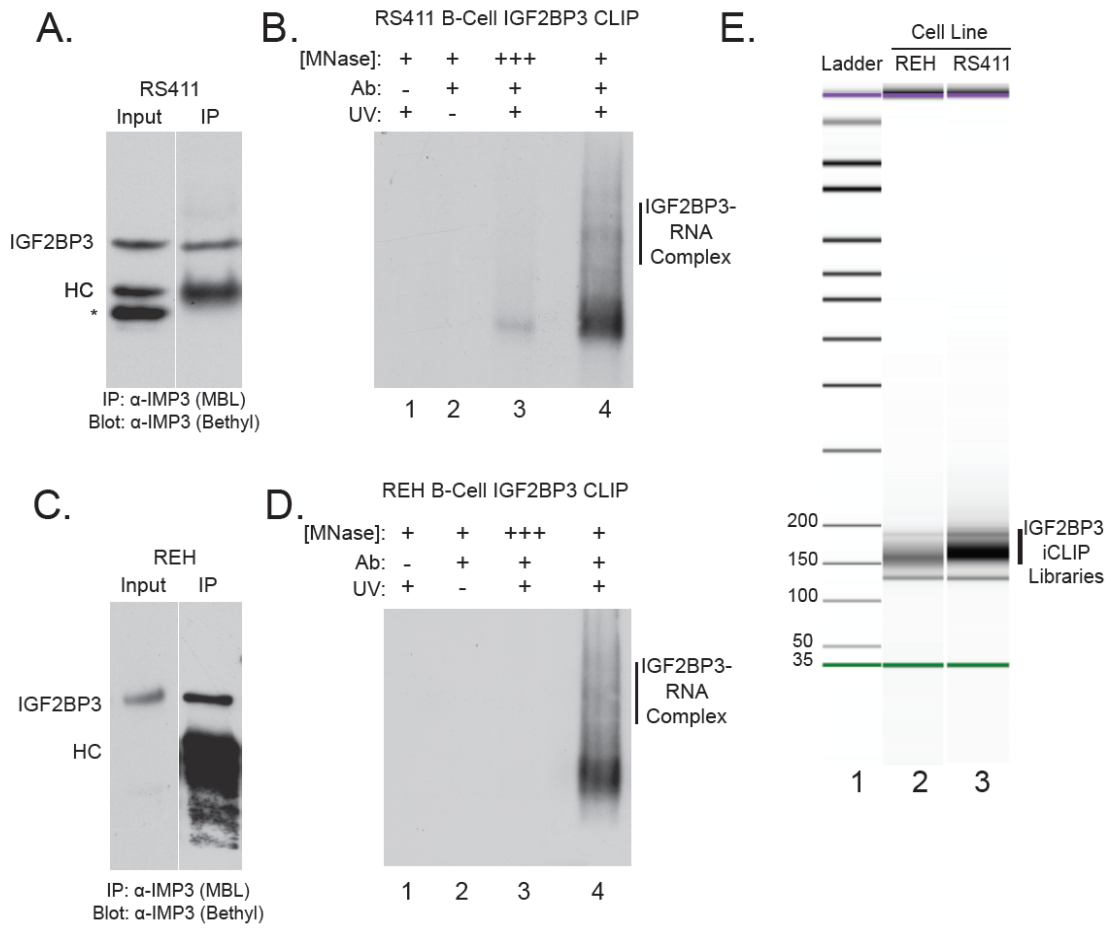 A.
RS411
Input IP
IGF2BP3
HC
*
IP: α-IMP3 (MBL)
Blot: α-IMP3 (Bethyl)
B.
RS411 B-Cell IGF2BP3 CLIP
[MNase]: + + +++ +
Ab: - + + +
UV: + - + +
IGF2BP3-
RNA
Complex
1 2 3 4
C.
REH
Input IP
IGF2BP3
HC
IP: α-IMP3 (MBL)
Blot: α-IMP3 (Bethyl)
D.
REH B-Cell IGF2BP3 CLIP
[MNase]: + + +++ +
Ab: - + + +
UV: + - + +
IGF2BP3-
RNA
Complex
1 2 3 4
E.
Cell Line
Ladder REH RS411
200
150
100
50
35
IGF2BP3
iCLIP
Libraries
1 2 3